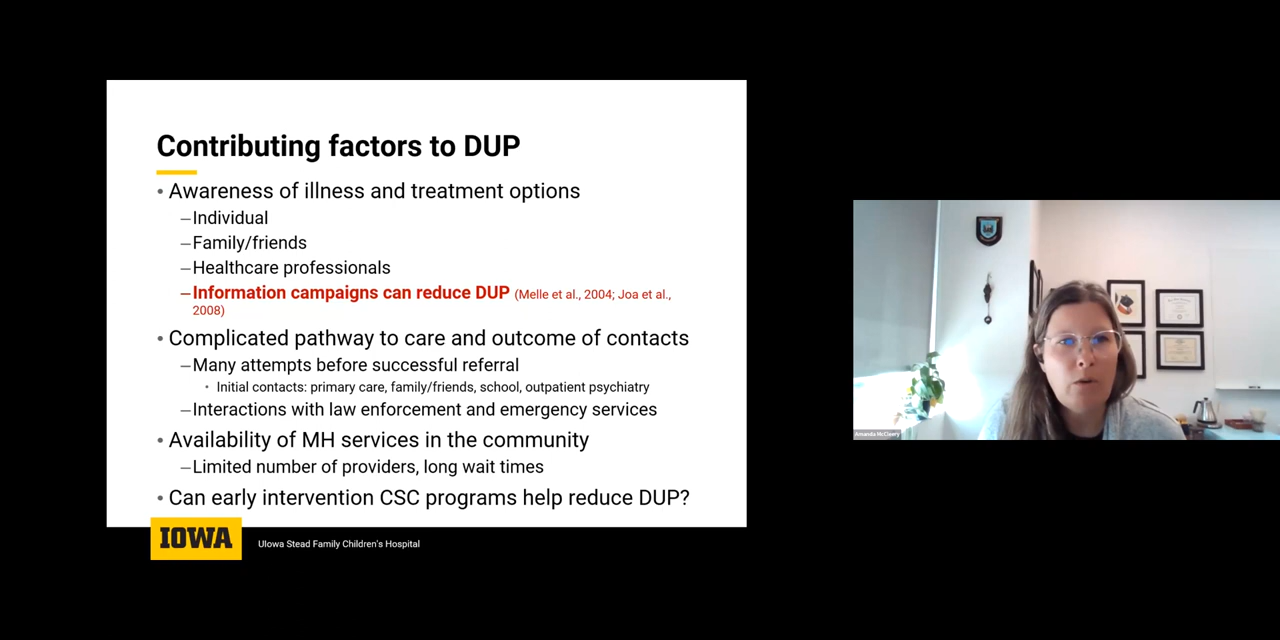 Contributing factors to DUP
• Awareness of illness and treatment options
–Individual
–Family/friends
–Healthcare professionals
–Information campaigns can reduce DUP (Melle et al., 2004; Joa et al.,
2008)
• Complicated pathway to care and outcome of contacts
–Many attempts before successful referral
• Initial contacts: primary care, family/friends, school, outpatient psychiatry
–Interactions with law enforcement and emergency services
• Availability of MH services in the community
–Limited number of providers, long wait times
• Can early intervention CSC programs help reduce DUP?
IOWA
UIowa Stead Family Children's Hospital
Amanda McCleery